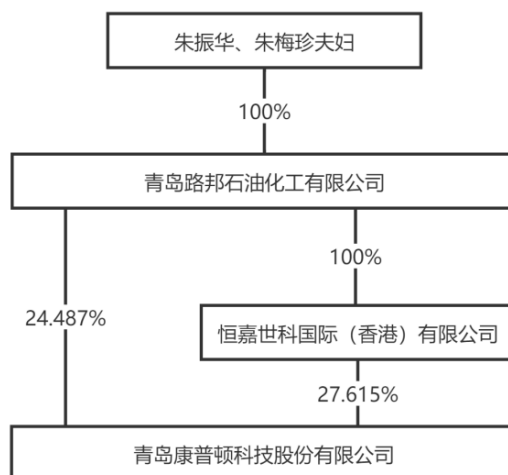 朱振华、朱梅珍夫妇
100%
青岛路邦石油化工有限公司
100%
24.487%
恒嘉世科国际（香港）有限公司
27.615%
青岛康普顿科技股份有限公司